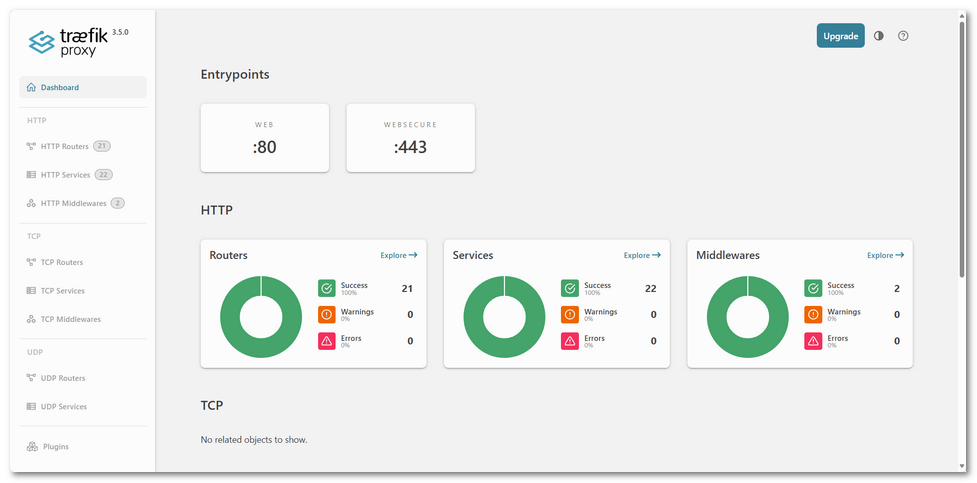 træfik 3.5.0
proxy
Dashboard
HTTP
HTTP Routers 21
HTTP Services 22
HTTP Middlewares 2
TCP
TCP Routers
TCP Services
TCP Middlewares
UDP
UDP Routers
UDP Services
Plugins
Upgrade
Entrypoints
WEB
:80
WEBSECURE
:443
HTTP
Routers Explore
Success 21
100%
Warnings 0
0%
Errors 0
0%
Services Explore
Success 22
100%
Warnings 0
0%
Errors 0
0%
Middlewares Explore
Success 2
100%
Warnings 0
0%
Errors 0
0%
TCP
No related objects to show.